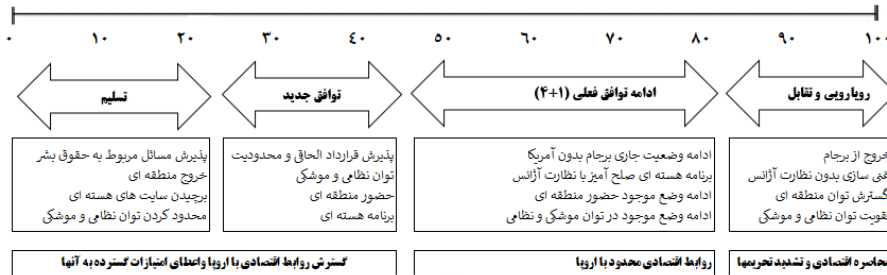 ۰ ۱۰ ۲۰ ۳۰ ۴۰ ۵۰ ۶۰ ۷۰ ۸۰ ۹۰ ۱۰۰
رویارویی و تقابل
ادامه توافق فعلی (۴+۱)
توافق جدید
تسلیم
خروج از برجام
غنی سازی بدون نظارت آژانس
گسترش توان منطقه ای
تقویت توان نظامی و موشکی
ادامه وضعیت جاری برجام بدون آمریکا
برنامه هسته ای صلح آمیز با نظارت آژانس
ادامه وضع موجود حضور منطقه ای
ادامه وضع موجود در توان موشکی و نظامی
پذیرش قرارداد الحاقی و محدودیت
توان نظامی و موشکی
حضور منطقه ای
برنامه هسته ای
پذیرش مسائل مربوط به حقوق بشر
خروج منطقه ای
برچیدن سایت های هسته ای
محدود کردن توان نظامی و موشکی
محاصره اقتصادی و تشدید تحریمها
روابط اقتصادی محدود با اروپا
گسترش روابط اقتصادی با اروپا واعطای امتیازات گسترده به آنها